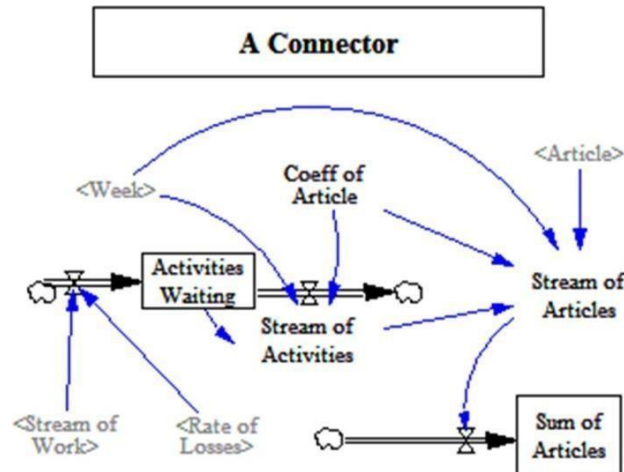 A Connector
<Article>
<Week>
Coeff of
Article
Activities
Waiting
Stream of
Articles
Stream of
Activities
<Stream of
Work>
<Rate of
Losses>
Sum of
Articles